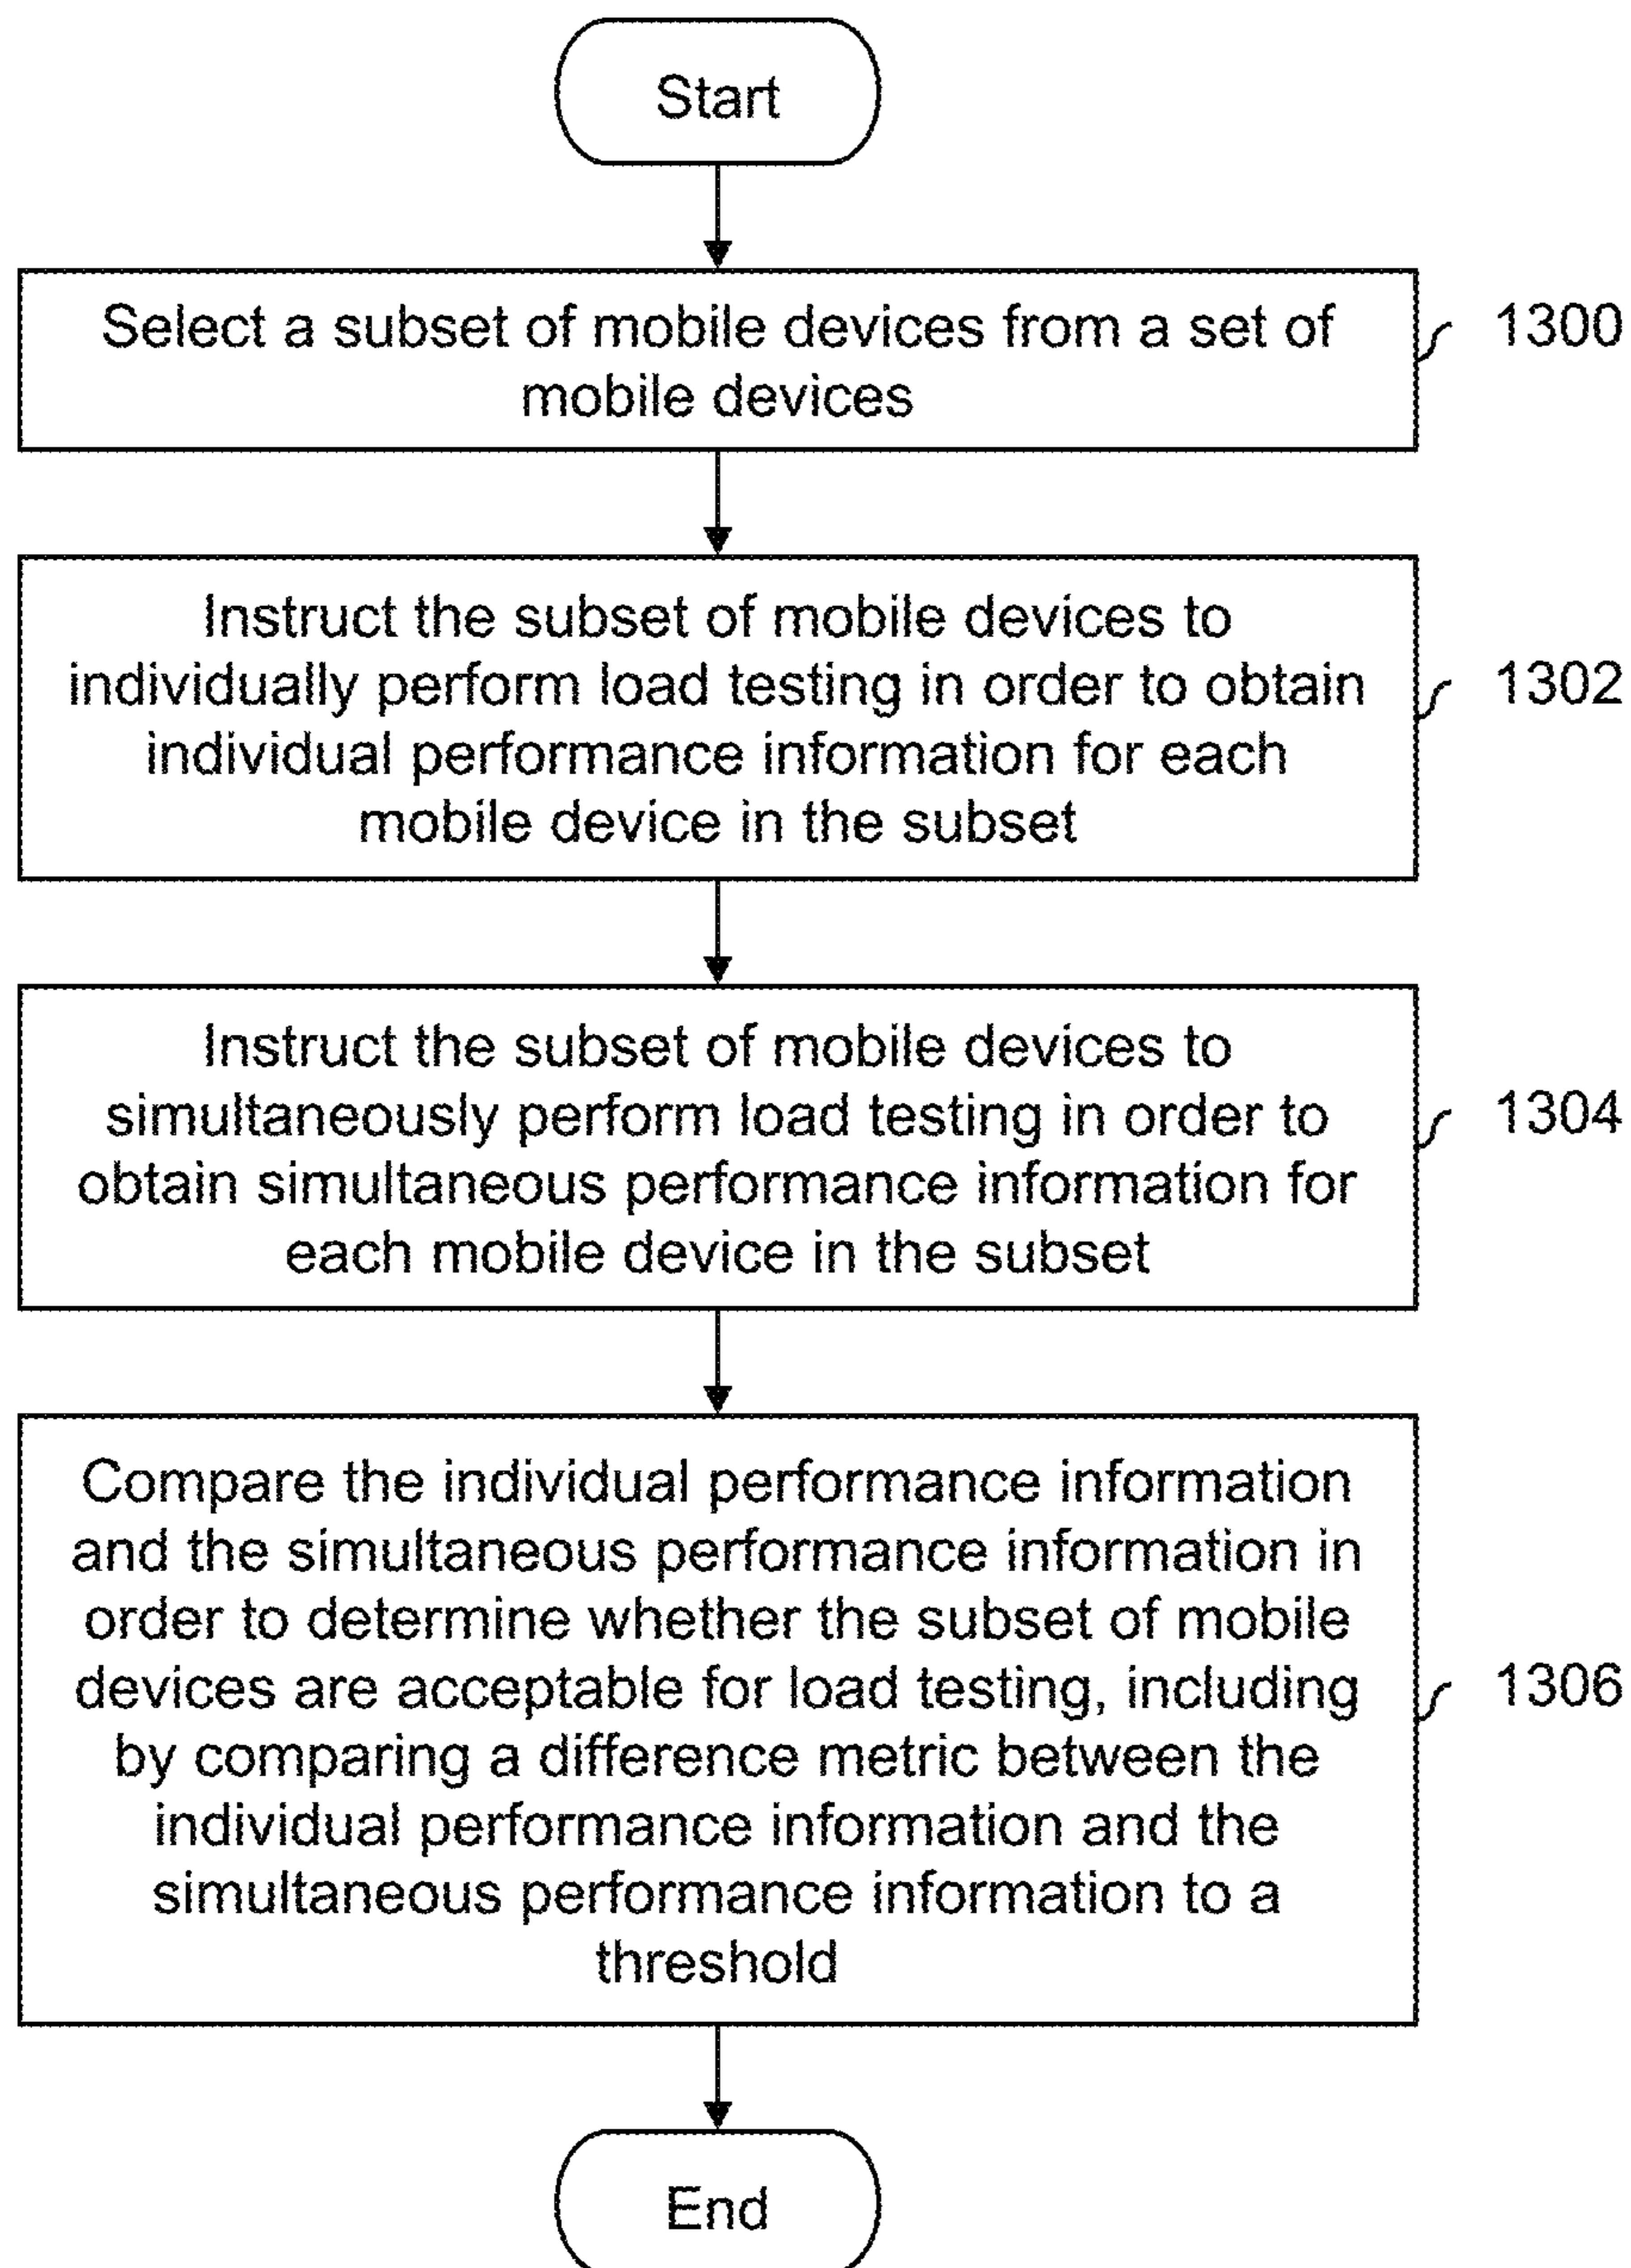 Start
Select a subset of mobile devices from a set of
mobile devices
1300
Instruct the subset of mobile devices to
individually perform load testing in order to obtain
individual performance information for each
mobile device in the subset
1302
Instruct the subset of mobile devices to
simultaneously perform load testing in order to
obtain simultaneous performance information for
each mobile device in the subset
1304
Compare the individual performance information
and the simultaneous performance information in
order to determine whether the subset of mobile
devices are acceptable for load testing, including
by comparing a difference metric between the
individual performance information and the
simultaneous performance information to a
threshold
1306
End